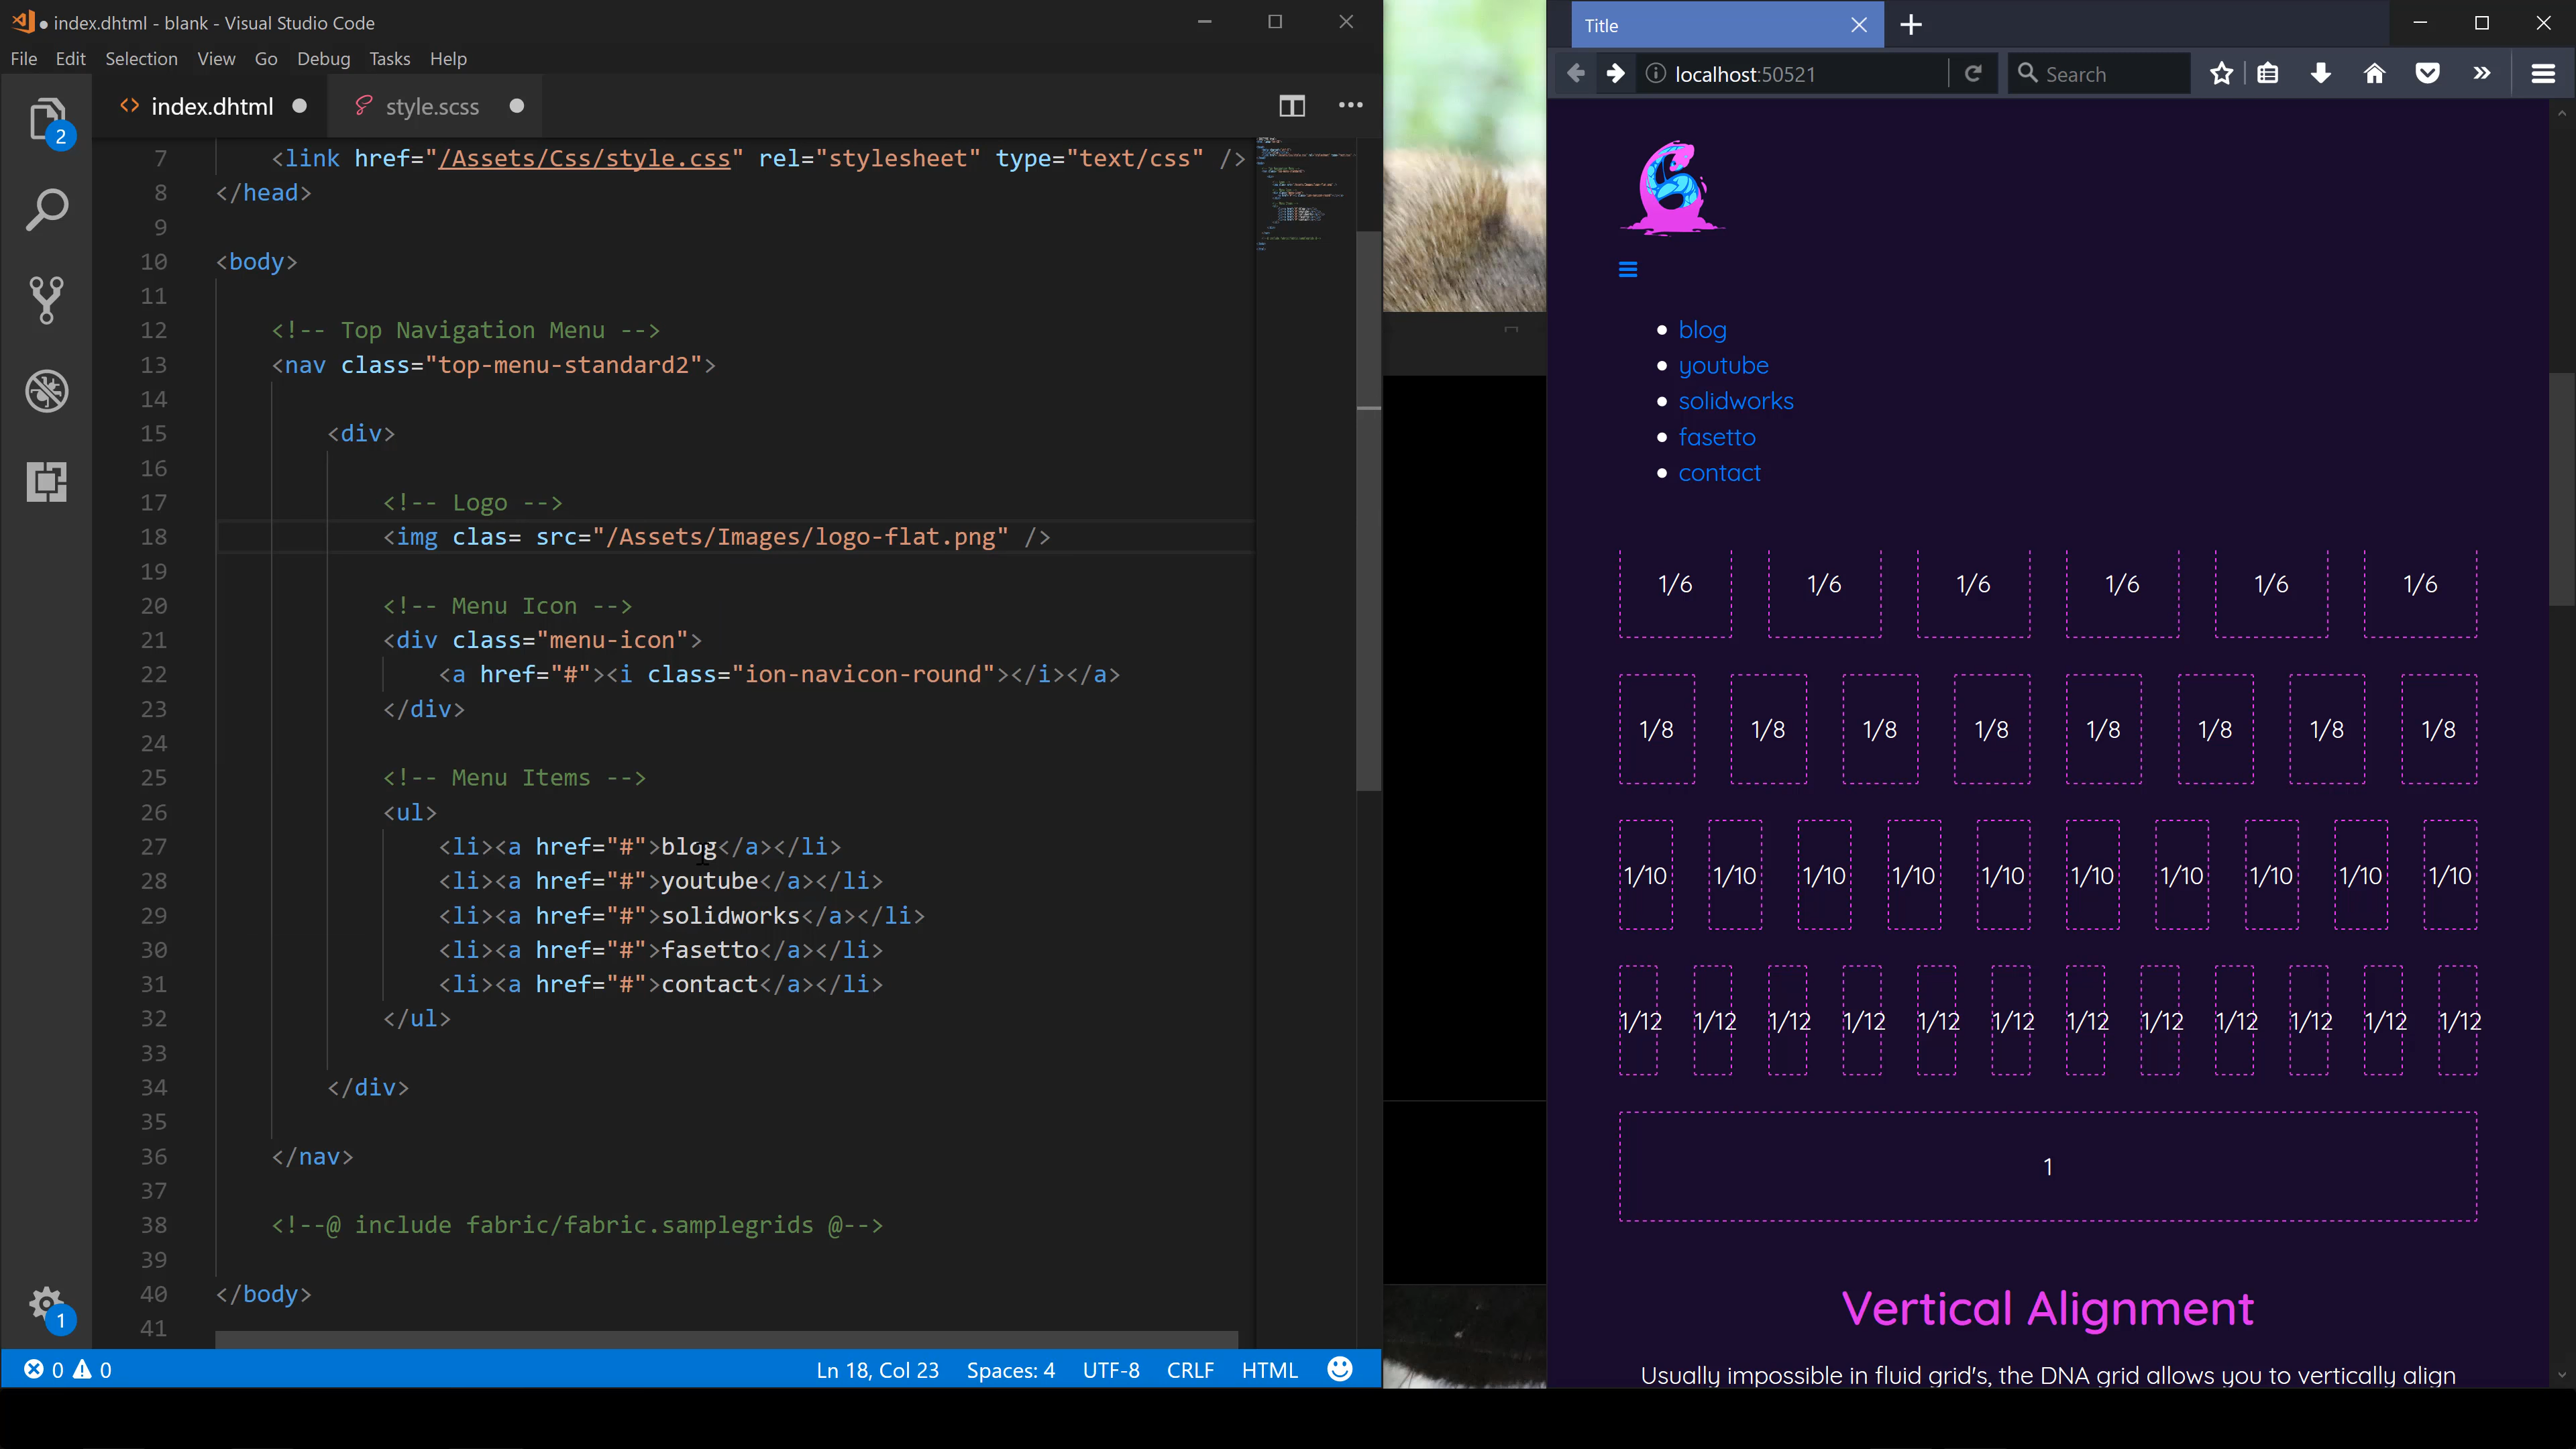 index.dhtml - blank - Visual Studio Code
File Edit Selection View Go Debug Tasks Help
2
index.dhtml
style.scss
7 <link href="/Assets/Css/style.css" rel="stylesheet" type="text/css" />
8 </head>
9
10 <body>
11
12 <!-- Top Navigation Menu -->
13 <nav class="top-menu-standard2">
14
15 <div>
16
17 <!-- Logo -->
18 <img clas= src="/Assets/Images/logo-flat.png" />
19
20 <!-- Menu Icon -->
21 <div class="menu-icon">
22 <a href="#"><i class="ion-navicon-round"></i></a>
23 </div>
24
25 <!-- Menu Items -->
26 <ul>
27 <li><a href="#">blog</a></li>
28 <li><a href="#">youtube</a></li>
29 <li><a href="#">solidworks</a></li>
30 <li><a href="#">fasetto</a></li>
31 <li><a href="#">contact</a></li>
32 </ul>
33
34 </div>
35
36 </nav>
37
38 <!--@ include fabric/fabric.samplegrids @-->
39
40 </body>
41
1
0 0 Ln 18, Col 23 Spaces: 4 UTF-8 CRLF HTML
Title
localhost:50521 Search
blog
youtube
solidworks
fasetto
contact
1/6 1/6 1/6 1/6 1/6 1/6
1/8 1/8 1/8 1/8 1/8 1/8 1/8 1/8
1/10 1/10 1/10 1/10 1/10 1/10 1/10 1/10 1/10 1/10
1/12 1/12 1/12 1/12 1/12 1/12 1/12 1/12 1/12 1/12 1/12 1/12
1
Vertical Alignment
Usually impossible in fluid grid's, the DNA grid allows you to vertically align